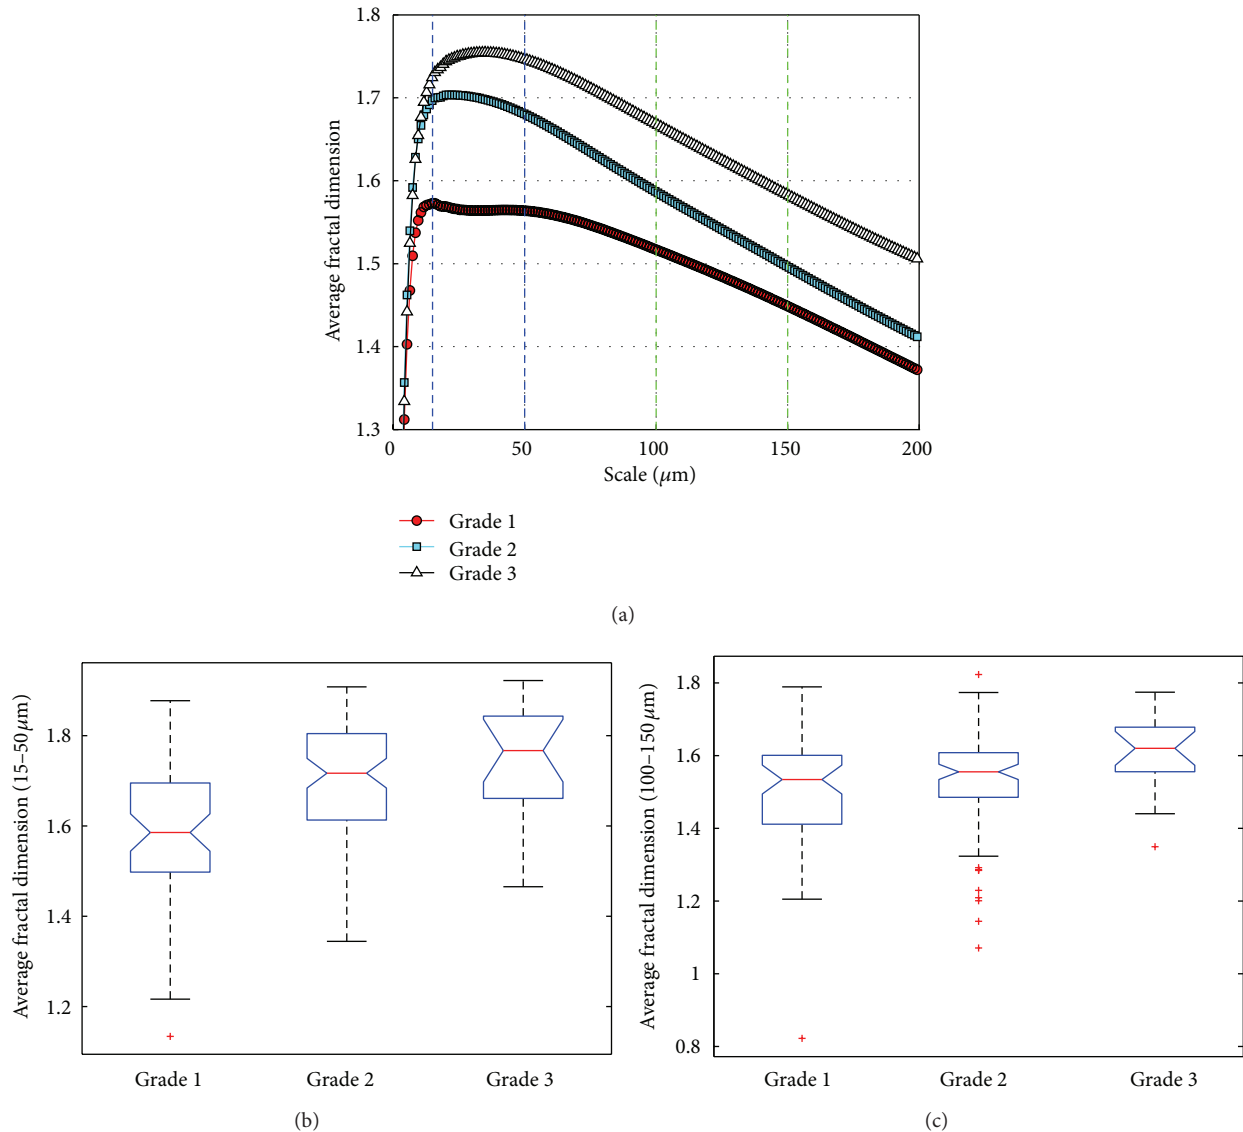 1.8
1.7
1.6
1.5
1.4
1.3
Average fractal dimension
0
50
100
150
200
Scale (μm)
Grade 1
Grade 2
Grade 3
(a)
Average fractal dimension (15–50 μm)
1.8
1.6
1.4
1.2
Grade 1
Grade 2
Grade 3
(b)
Average fractal dimension (100–150 μm)
1.8
1.6
1.4
1.2
1
0.8
Grade 1
Grade 2
Grade 3
(c)